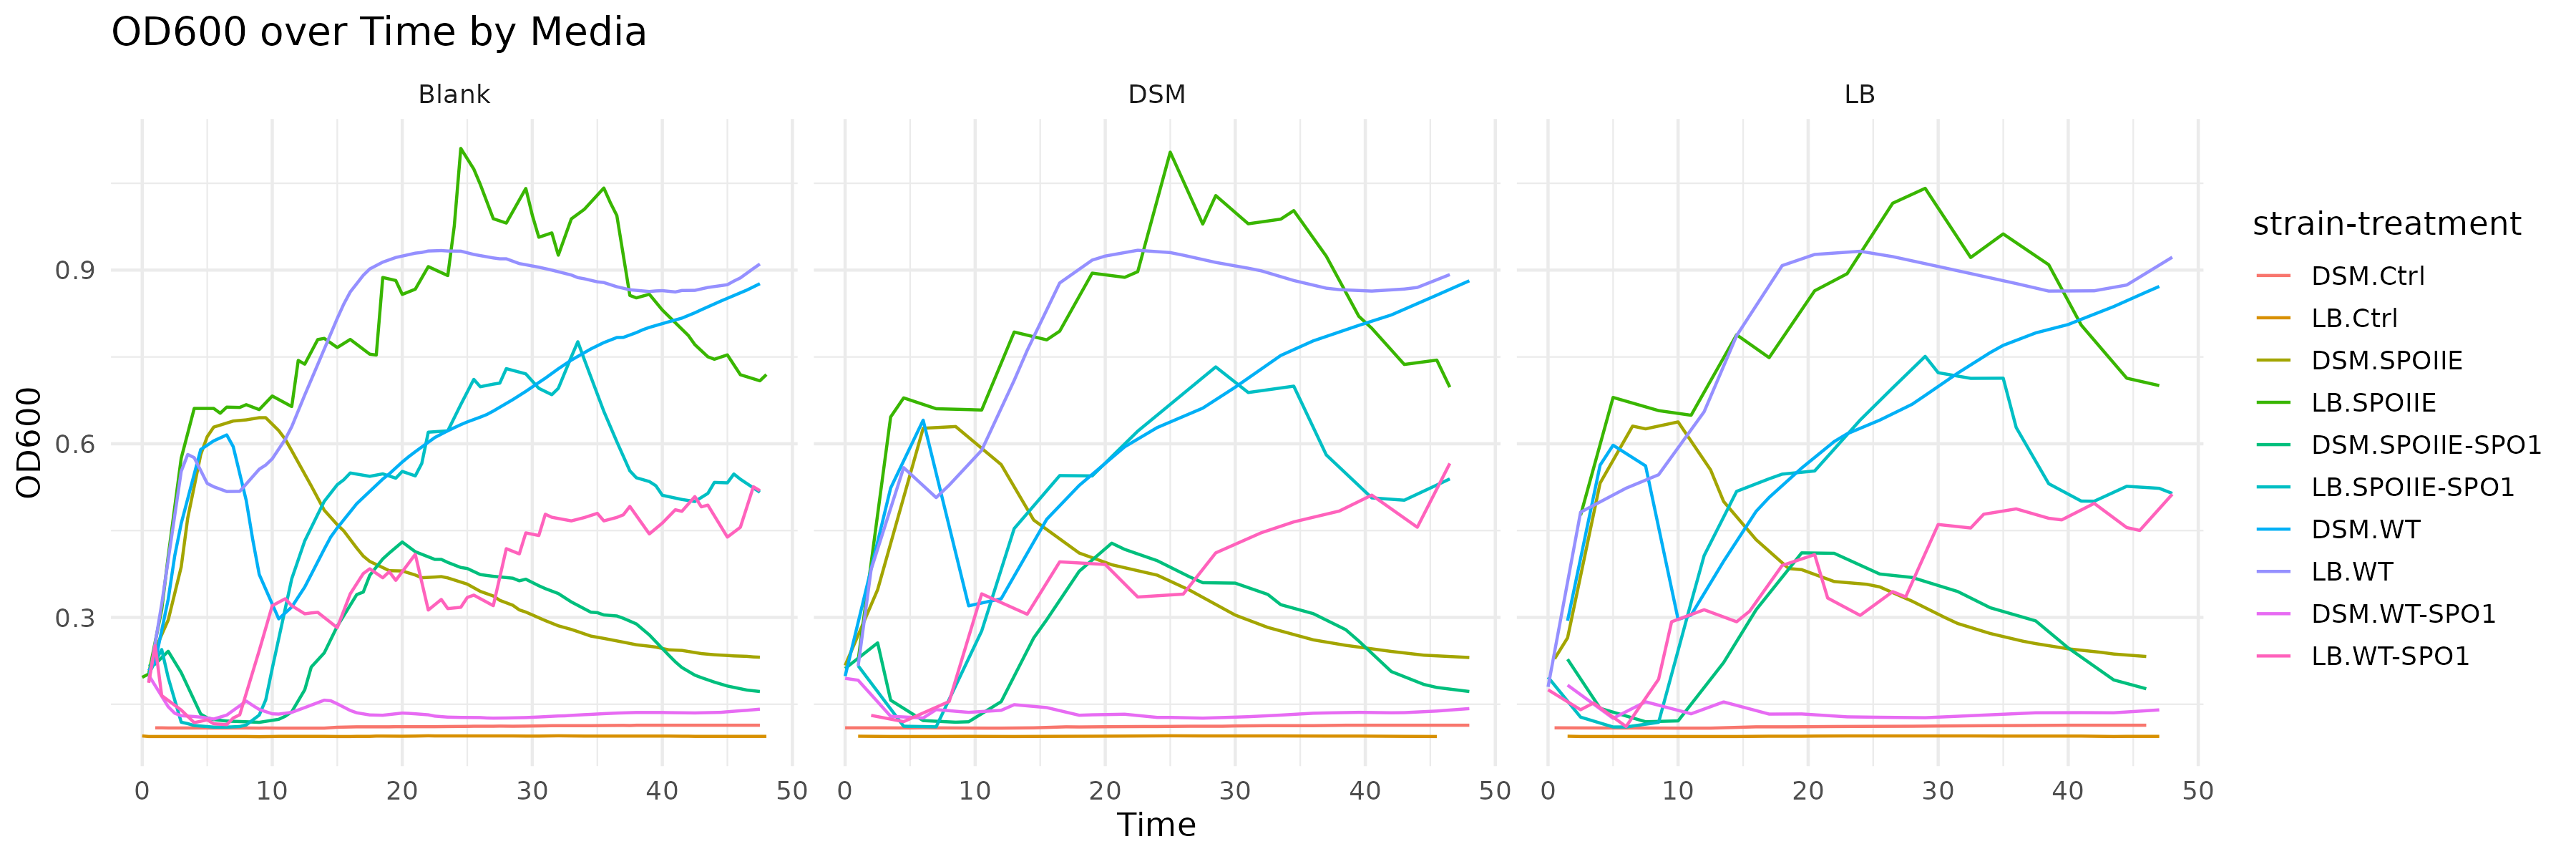 OD600 over Time by Media
Blank
DSM
LB
OD600
0.9
0.6
0.3
0 10 20 30 40 50
0 10 20 30 40 50
0 10 20 30 40 50
Time
strain-treatment
DSM.Ctrl
LB.Ctrl
DSM.SPOIIE
LB.SPOIIE
DSM.SPOIIE-SPO1
LB.SPOIIE-SPO1
DSM.WT
LB.WT
DSM.WT-SPO1
LB.WT-SPO1